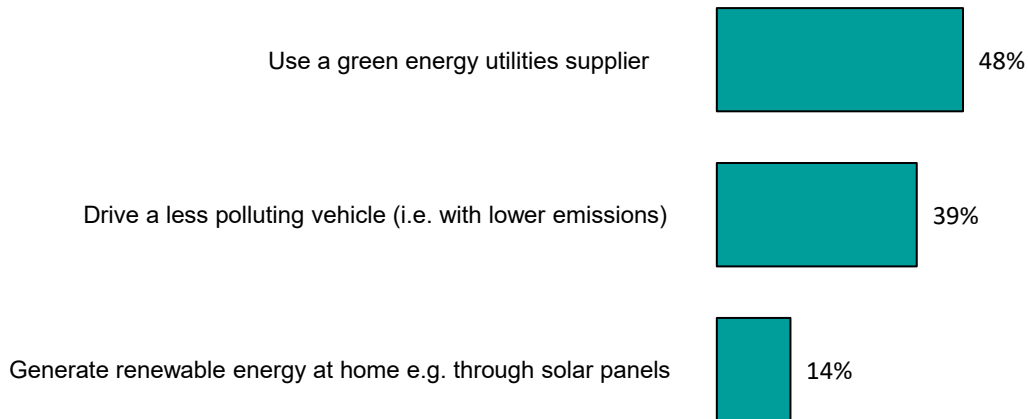 Use a green energy utilities supplier 48%
Drive a less polluting vehicle (i.e. with lower emissions) 39%
Generate renewable energy at home e.g. through solar panels 14%